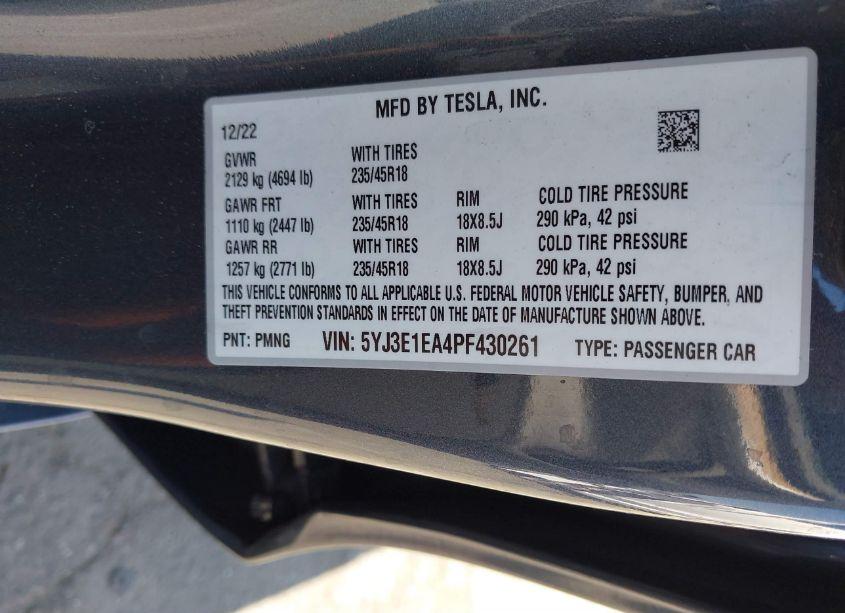 MFD BY TESLA, INC.
12/22
GVWR WITH TIRES
2129 kg (4694 lb) 235/45R18
GAWR FRT WITH TIRES RIM COLD TIRE PRESSURE
1110 kg (2447 lb) 235/45R18 18X8.5J 290 kPa, 42 psi
GAWR RR WITH TIRES RIM COLD TIRE PRESSURE
1257 kg (2771 lb) 235/45R18 18X8.5J 290 kPa, 42 psi
THIS VEHICLE CONFORMS TO ALL APPLICABLE U.S. FEDERAL MOTOR VEHICLE SAFETY, BUMPER, AND
THEFT PREVENTION STANDARDS IN EFFECT ON THE DATE OF MANUFACTURE SHOWN ABOVE.
PNT: PMNG VIN: 5YJ3E1EA4PF430261 TYPE: PASSENGER CAR